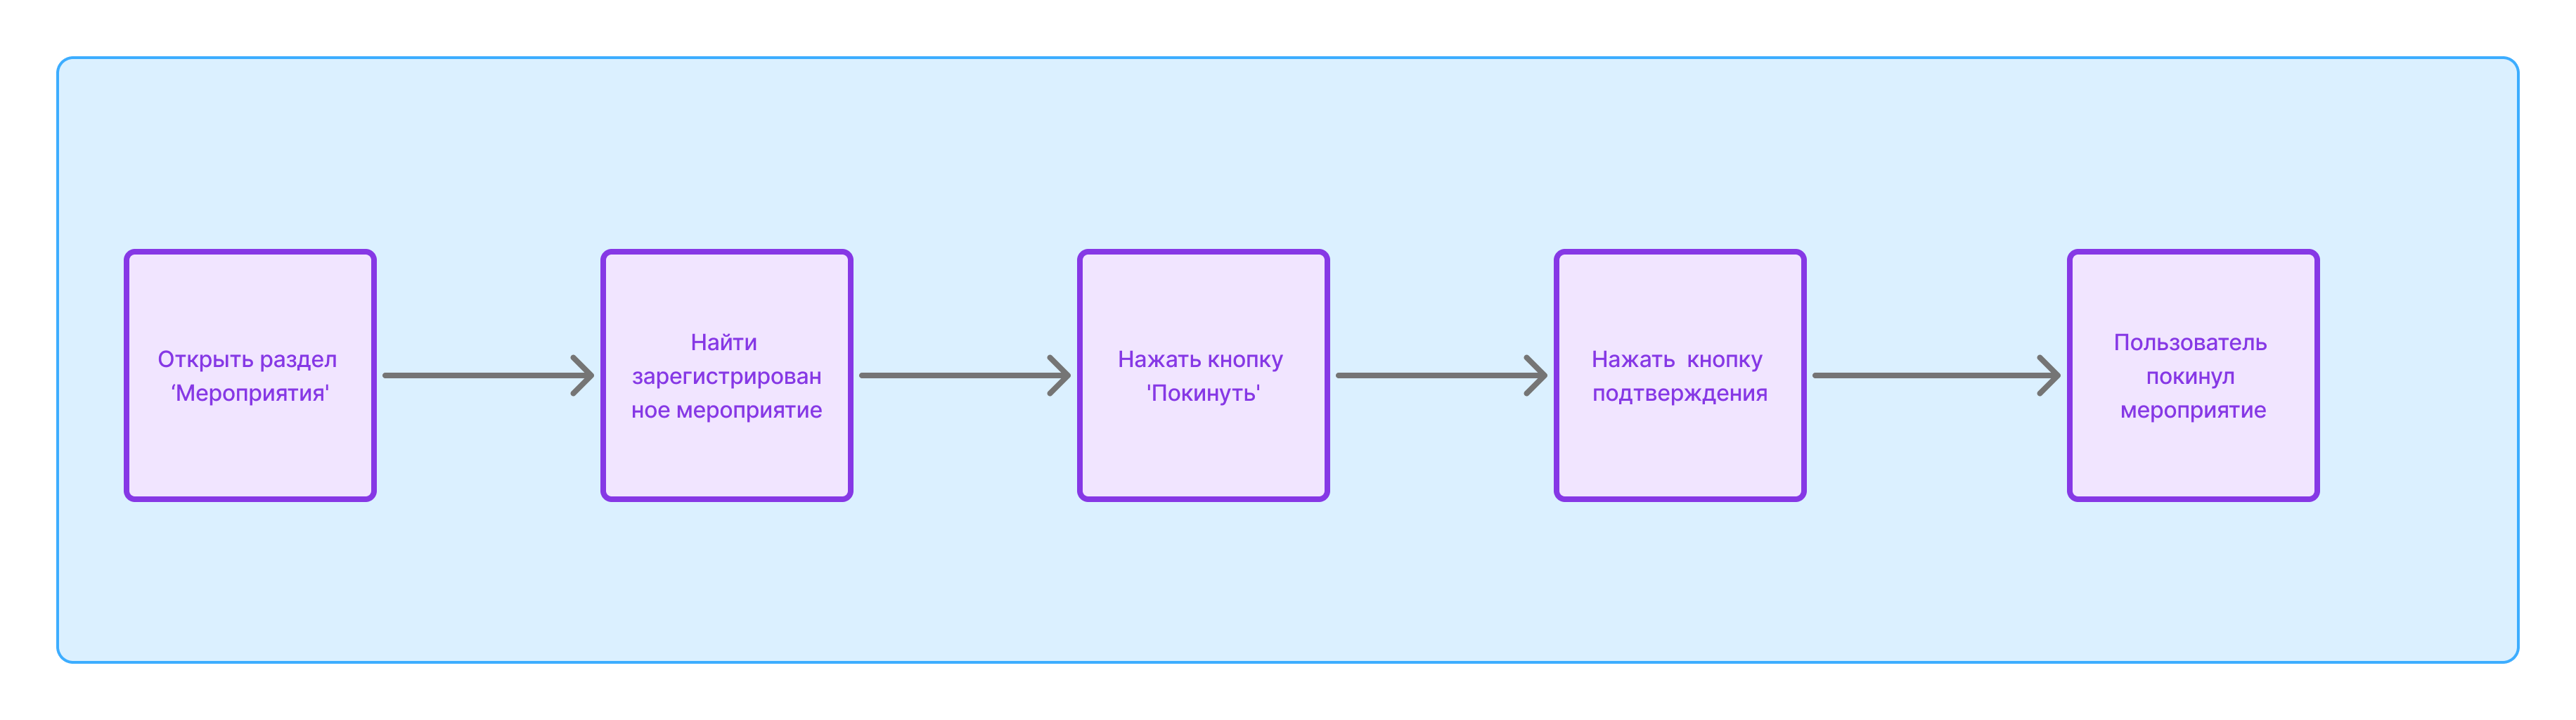 Открыть раздел
‘Мероприятия'
Найти
зарегистрирован
ное мероприятие
Нажать кнопку
'Покинуть'
Нажать  кнопку
подтверждения
Пользователь
покинул
мероприятие